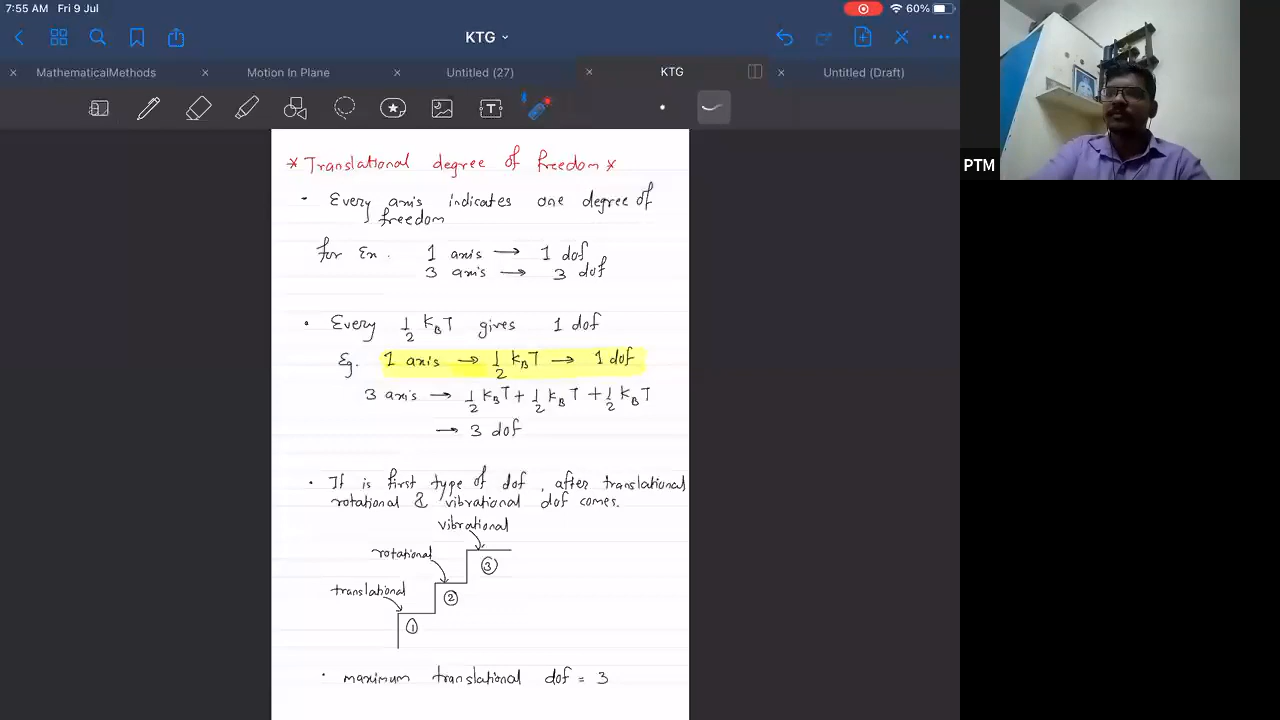 7:55 AM Fri 9 Jul
60%
KTG
MathematicalMethods
Motion In Plane
Untitled (27)
KTG
Untitled (Draft)
T
PTM
* Translational degree of freedom *
• Every axis indicates one degree of
freedom
for Ex. 1 axis → 1 dof
3 axis → 3 dof
• Every 1/2 KBT gives 1 dof
Eg. 1 axis → 1/2 KBT → 1 dof
3 axis → 1/2 KBT + 1/2 KBT + 1/2 KBT
→ 3 dof
• It is first type of dof, after translational
rotational & vibrational dof comes.
vibrational
rotational
③
translational
②
①
• maximum translational dof = 3